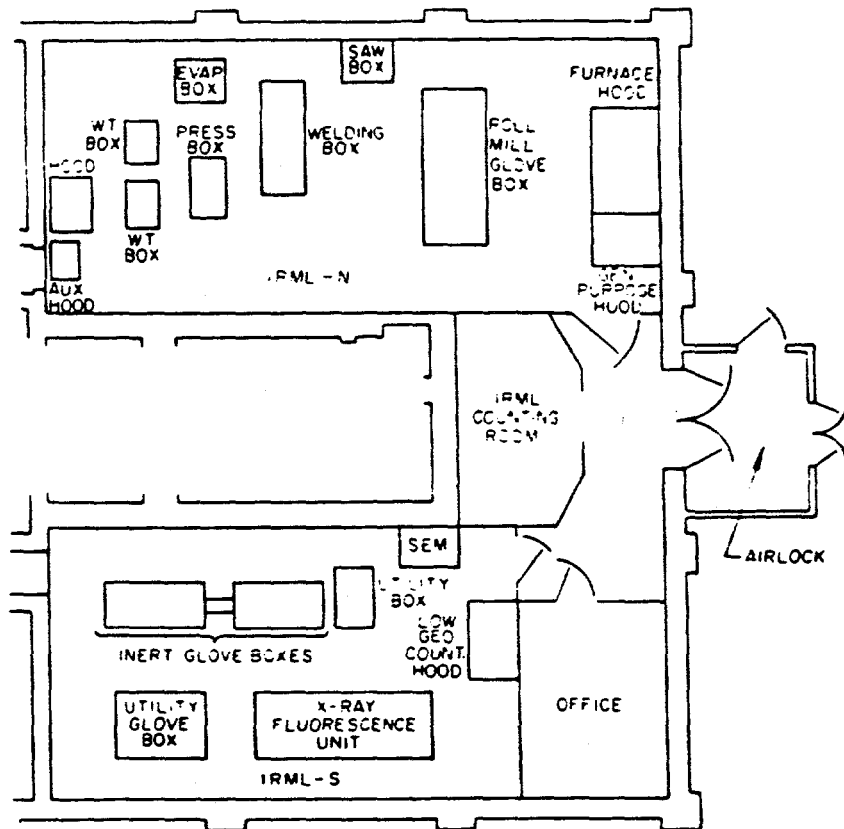 SAW
BOX
EVAP
BOX
FURNACE
HOOD
WT
BOX
PRESS
BOX
WELDING
BOX
ROLL
MILL
GLOVE
BOX
HOOD
WT
BOX
AUX
HOOD
IRML-N
GEN
PURPOSE
HOOD
IRML
COUNTING
ROOM
AIRLOCK
SEM
UTILITY
BOX
LOW
GEO
COUNT.
HOOD
INERT GLOVE BOXES
UTILITY
GLOVE
BOX
X-RAY
FLUORESCENCE
UNIT
OFFICE
IRML-S